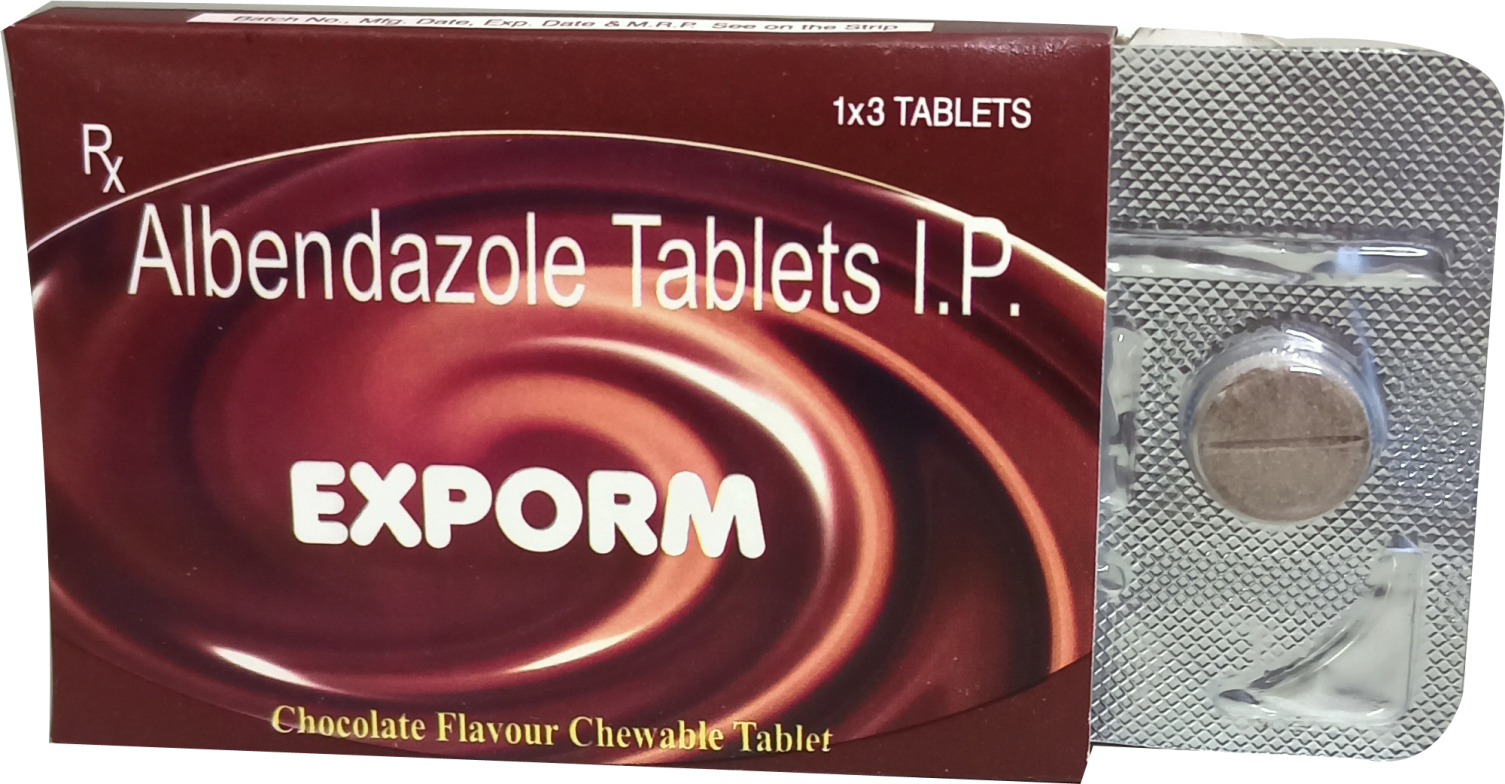 Batch No., Mfg. Date, Exp. Date & M.R.P. See on the Strip
1x3 TABLETS
Rx
Albendazole Tablets I.P.
EXPORM
Chocolate Flavour Chewable Tablet